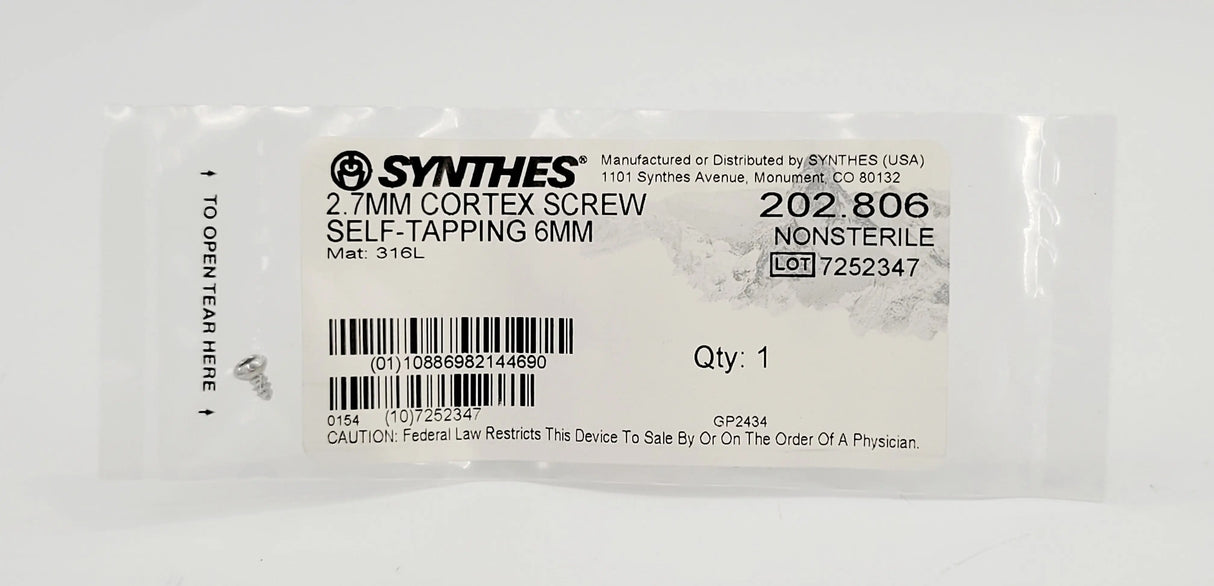 TO OPEN TEAR HERE
SYNTHES®
Manufactured or Distributed by SYNTHES (USA)
1101 Synthes Avenue, Monument, CO 80132
2.7MM CORTEX SCREW
SELF-TAPPING 6MM
Mat: 316L
202.806
NONSTERILE
LOT 7252347
(01)10886982144690
Qty: 1
0154 (10)7252347
GP2434
CAUTION: Federal Law Restricts This Device To Sale By Or On The Order Of A Physician.